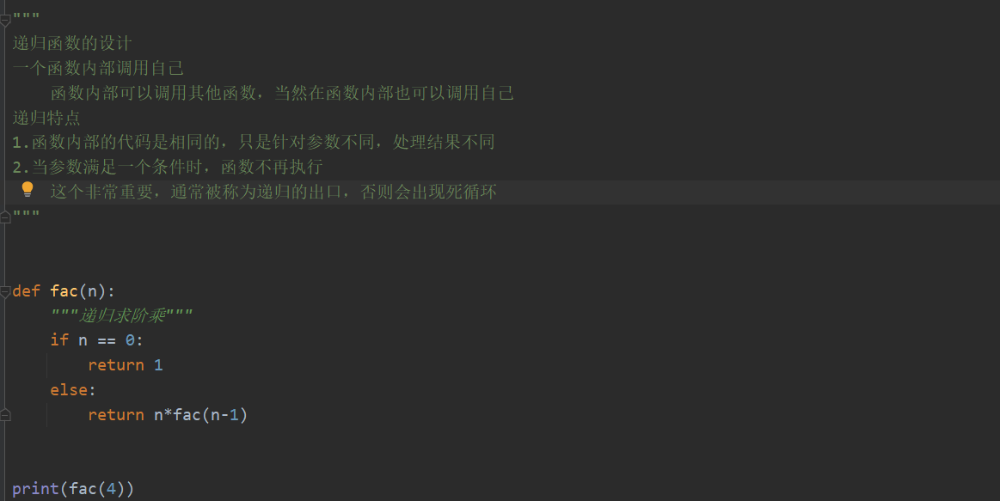 """
递归函数的设计
一个函数内部调用自己
    函数内部可以调用其他函数，当然在函数内部也可以调用自己
递归特点
1.函数内部的代码是相同的，只是针对参数不同，处理结果不同
2.当参数满足一个条件时，函数不再执行
    这个非常重要，通常被称为递归的出口，否则会出现死循环
"""
def fac(n):
    """递归求阶乘"""
    if n == 0:
        return 1
    else:
        return n*fac(n-1)
print(fac(4))